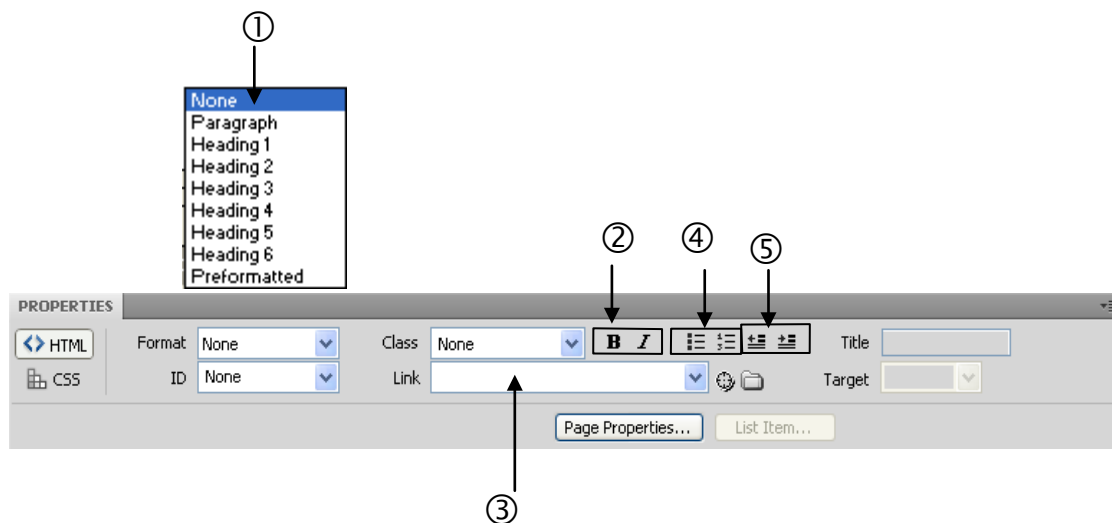 ①
None
Paragraph
Heading 1
Heading 2
Heading 3
Heading 4
Heading 5
Heading 6
Preformatted
② ④ ⑤
PROPERTIES
<> HTML Format None Class None B I Title
CSS ID None Link Target
Page Properties... List Item...
③